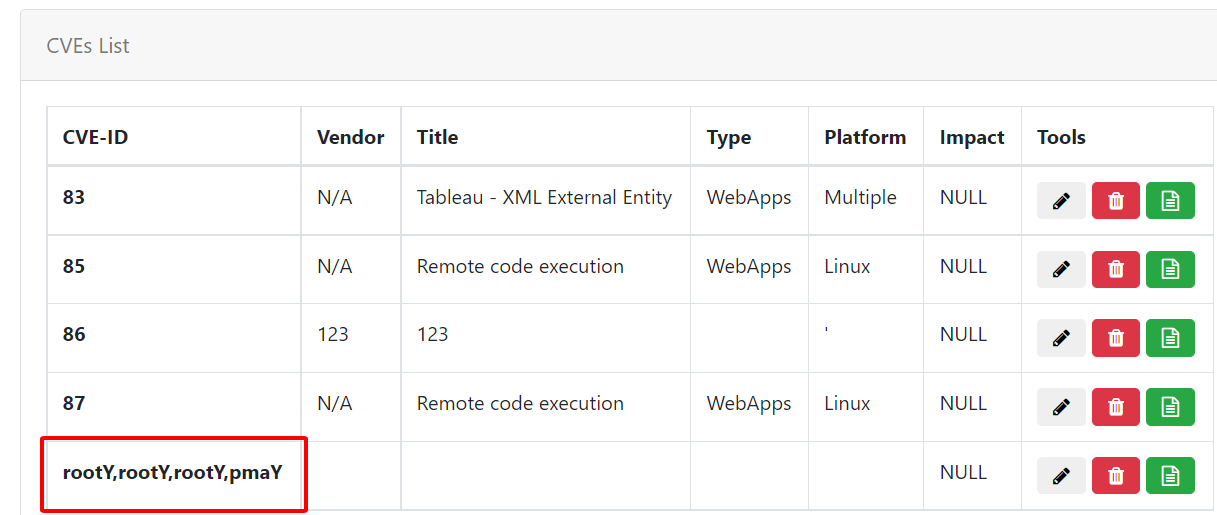 CVEs List
CVE-ID Vendor Title Type Platform Impact Tools
83 N/A Tableau - XML External Entity WebApps Multiple NULL
85 N/A Remote code execution WebApps Linux NULL
86 123 123 ' NULL
87 N/A Remote code execution WebApps Linux NULL
rootY,rootY,rootY,pmaY NULL